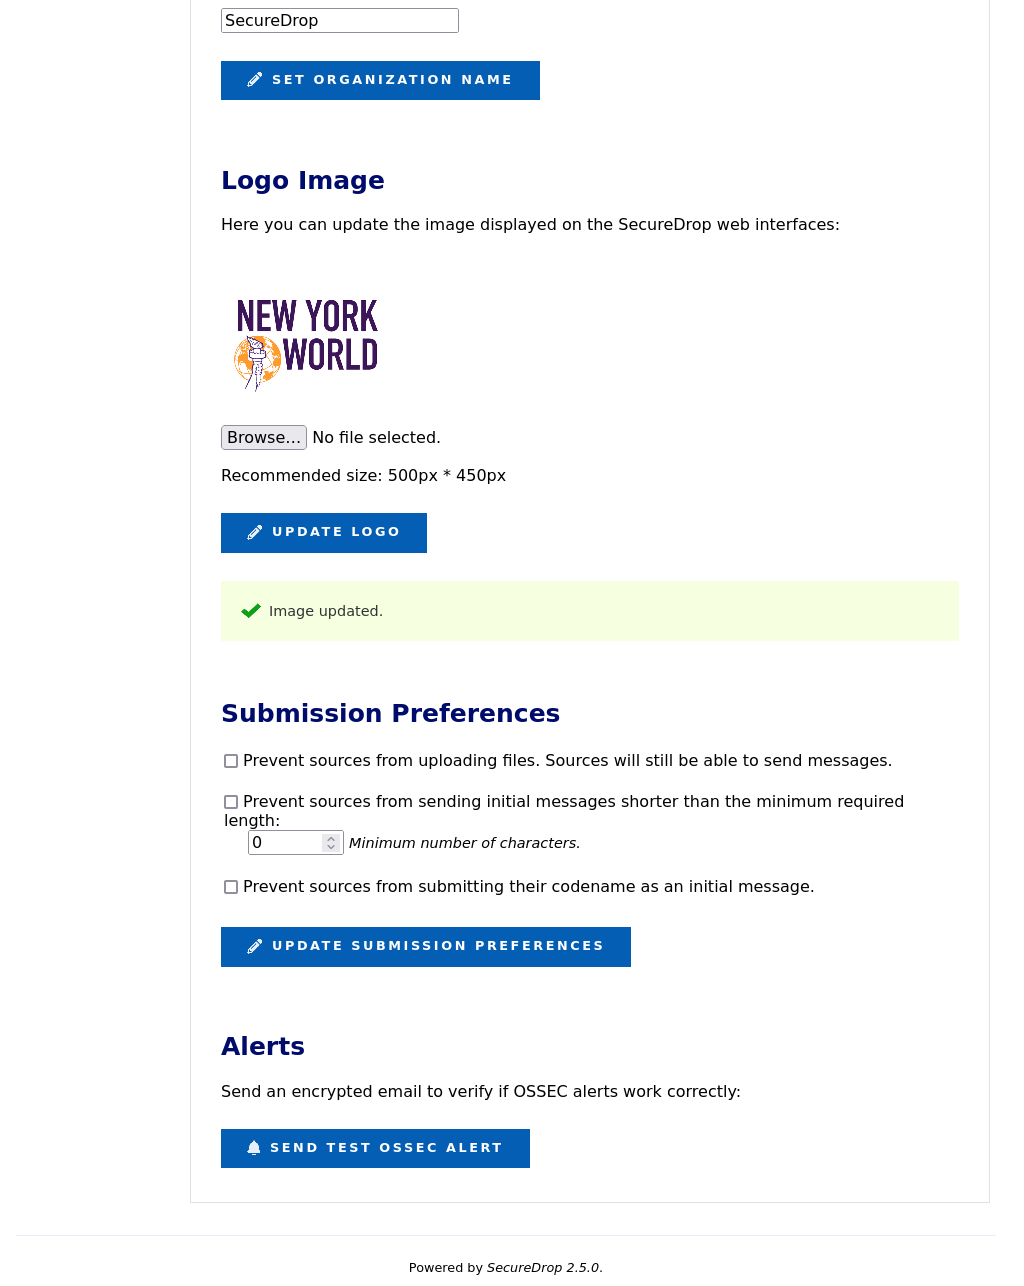 SecureDrop
SET ORGANIZATION NAME
Logo Image
Here you can update the image displayed on the SecureDrop web interfaces:
NEW YORK
WORLD
Browse... No file selected.
Recommended size: 500px * 450px
UPDATE LOGO
Image updated.
Submission Preferences
Prevent sources from uploading files. Sources will still be able to send messages.
Prevent sources from sending initial messages shorter than the minimum required
length:
0 Minimum number of characters.
Prevent sources from submitting their codename as an initial message.
UPDATE SUBMISSION PREFERENCES
Alerts
Send an encrypted email to verify if OSSEC alerts work correctly:
SEND TEST OSSEC ALERT
Powered by SecureDrop 2.5.0.